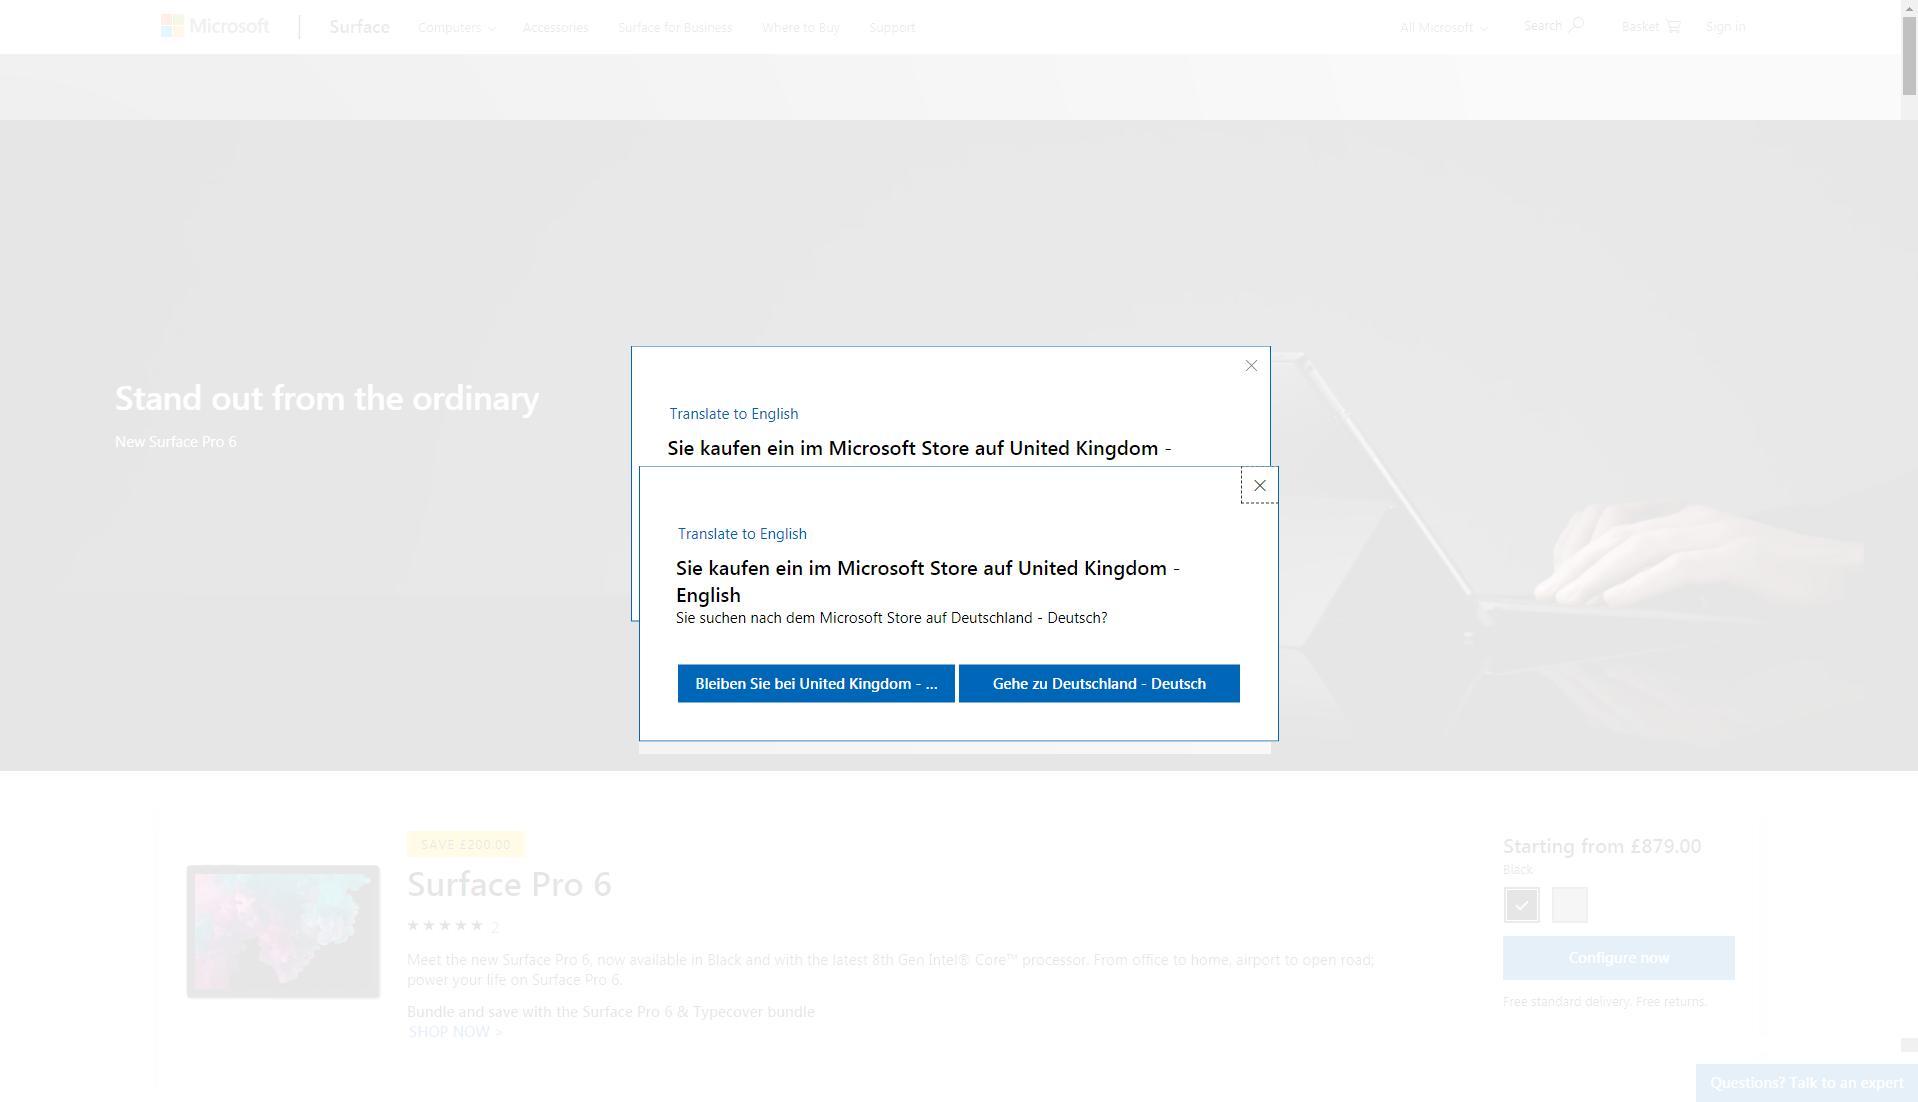 Microsoft
Surface
Computers
Accessories
Surface for Business
Where to Buy
Support
All Microsoft
Search
Basket
Sign in
Stand out from the ordinary
New Surface Pro 6
Translate to English
Sie kaufen ein im Microsoft Store auf United Kingdom -
Translate to English
Sie kaufen ein im Microsoft Store auf United Kingdom -
English
Sie suchen nach dem Microsoft Store auf Deutschland - Deutsch?
Bleiben Sie bei United Kingdom - ...
Gehe zu Deutschland - Deutsch
SAVE £200.00
Surface Pro 6
2
Meet the new Surface Pro 6, now available in Black and with the latest 8th Gen Intel® Core™ processor. From office to home, airport to open road;
power your life on Surface Pro 6.
Bundle and save with the Surface Pro 6 & Typecover bundle
SHOP NOW >
Starting from £879.00
Black
Configure now
Free standard delivery. Free returns.
Questions? Talk to an expert